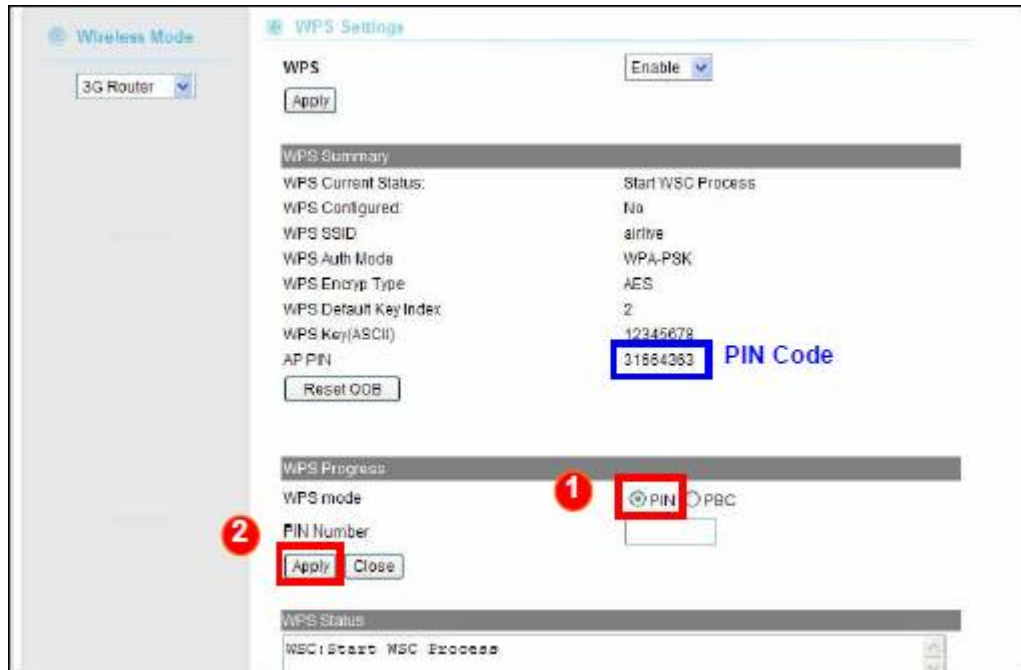 Wireless Mode
3G Router
WPS Settings
WPS Enable
Apply
WPS Summary
WPS Current Status: Start WSC Process
WPS Configured: No
WPS SSID airlive
WPS Auth Mode WPA-PSK
WPS Encryp Type AES
WPS Default Key Index 2
WPS Key(ASCII) 12345678
AP PIN 31664363 PIN Code
Reset OOB
WPS Progress
WPS mode 1 PIN PBC
2 PIN Number
Apply Close
WPS Status
WSC:Start WSC Process